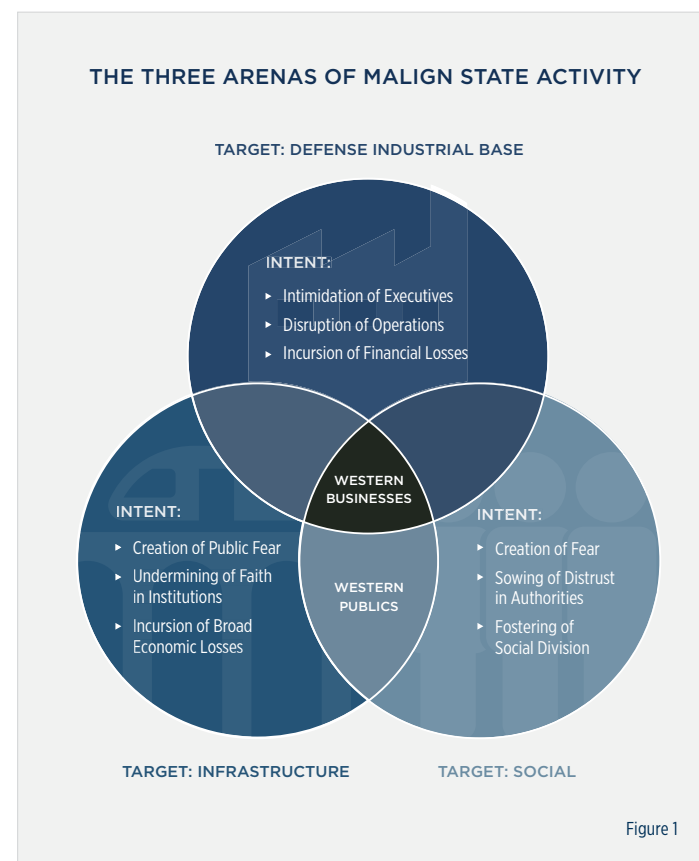 THE THREE ARENAS OF MALIGN STATE ACTIVITY
TARGET: DEFENSE INDUSTRIAL BASE
INTENT:
▸ Intimidation of Executives
▸ Disruption of Operations
▸ Incursion of Financial Losses
WESTERN
BUSINESSES
INTENT:
▸ Creation of Public Fear
▸ Undermining of Faith
in Institutions
▸ Incursion of Broad
Economic Losses
WESTERN
PUBLICS
INTENT:
▸ Creation of Fear
▸ Sowing of Distrust
in Authorities
▸ Fostering of
Social Division
TARGET: INFRASTRUCTURE
TARGET: SOCIAL
Figure 1